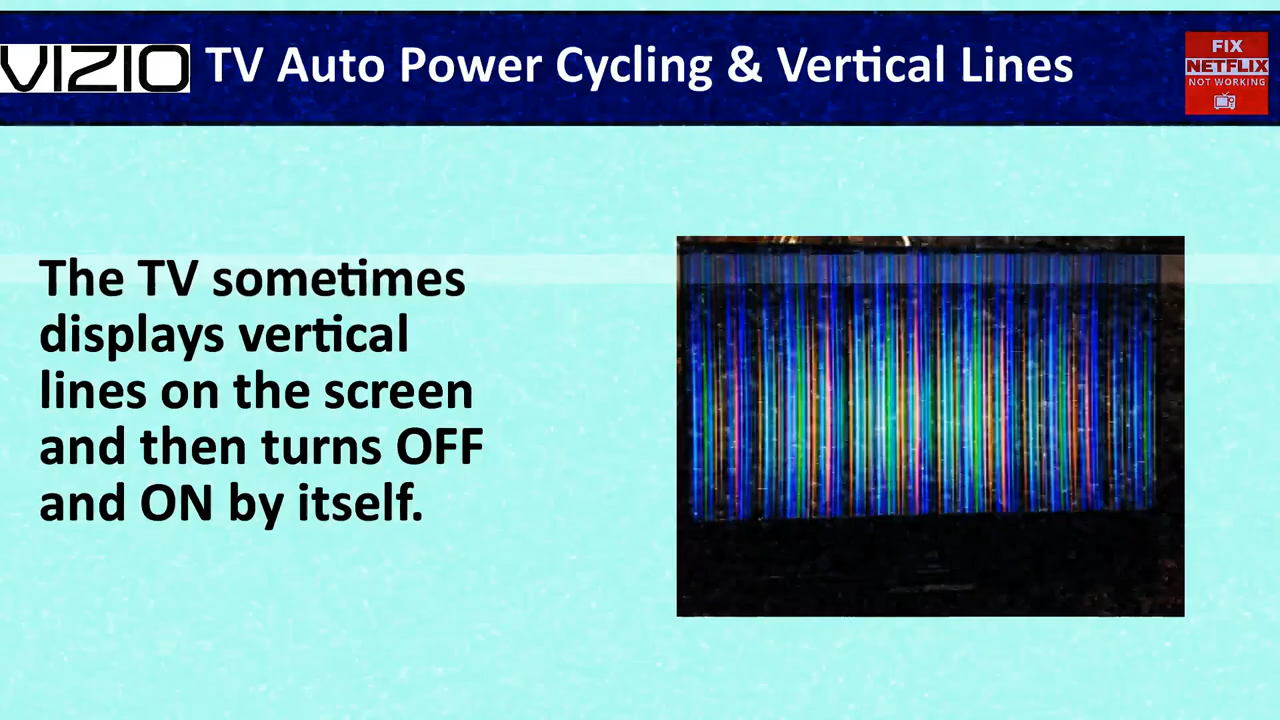 VIZIO TV Auto Power Cycling & Vertical Lines
FIX
NETFLIX
NOT WORKING
The TV sometimes
displays vertical
lines on the screen
and then turns OFF
and ON by itself.